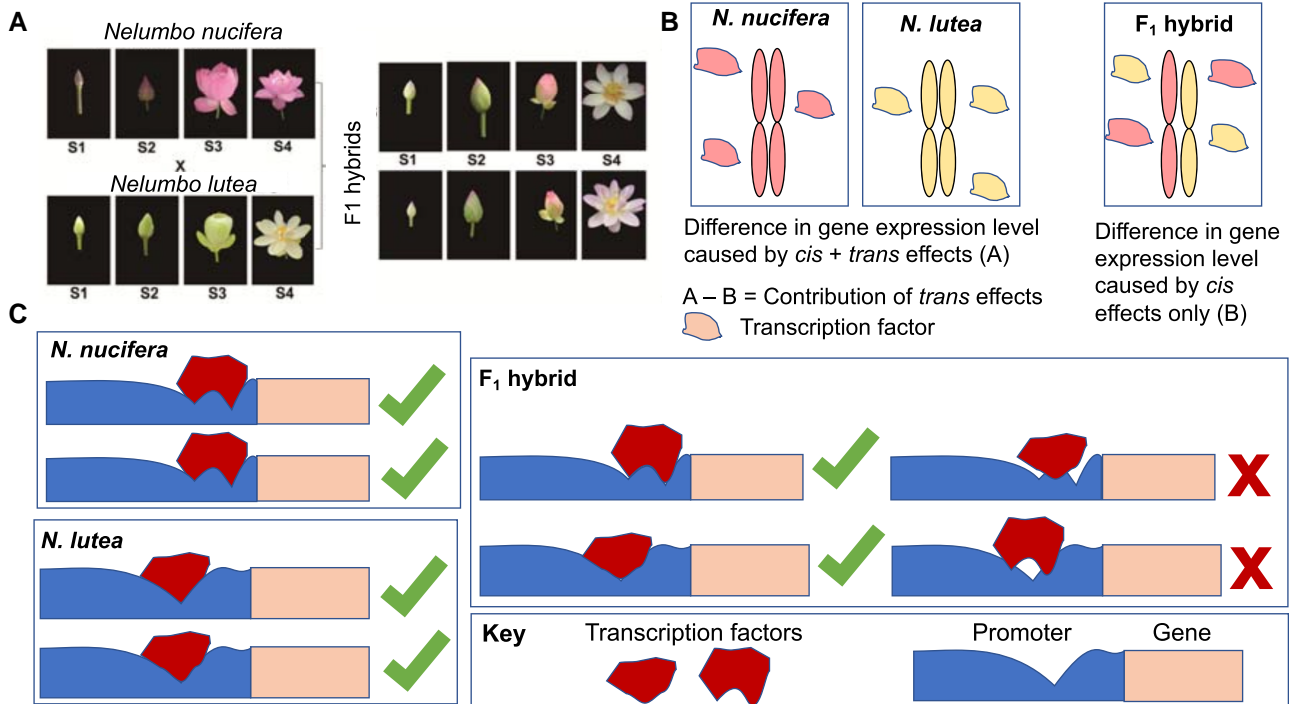 A
Nelumbo nucifera
S1 S2 S3 S4
X
Nelumbo lutea
S1 S2 S3 S4
F1 hybrids
S1 S2 S3 S4
B
N. nucifera
N. lutea
F1 hybrid
Difference in gene expression level
caused by cis + trans effects (A)
A – B = Contribution of trans effects
Transcription factor
Difference in gene
expression level
caused by cis
effects only (B)
C
N. nucifera
N. lutea
F1 hybrid
X
X
Key
Transcription factors
Promoter
Gene